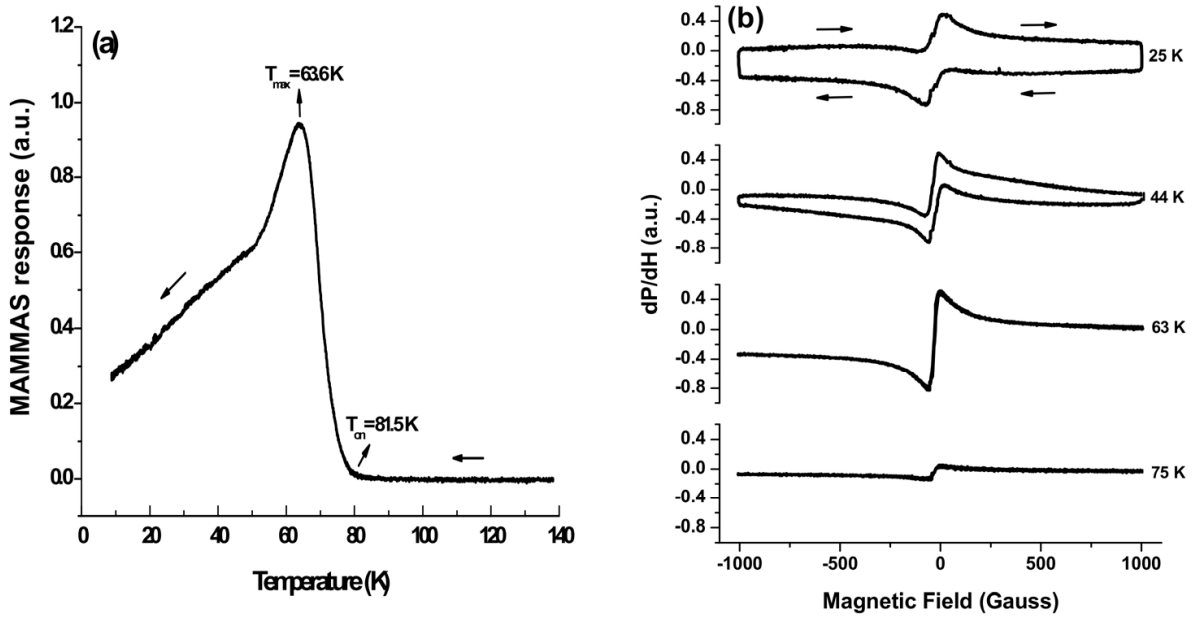 (a)
1.2
1.0
0.8
0.6
0.4
0.2
0.0
MAMMAS response (a.u.)
Tmax=63.6K
Ton=81.5K
0 20 40 60 80 100 120 140
Temperature (K)
(b)
0.4
0.0
-0.4
-0.8
25 K
0.4
0.0
-0.4
-0.8
44 K
0.4
0.0
-0.4
-0.8
63 K
0.4
0.0
-0.4
-0.8
75 K
dP/dH (a.u.)
-1000 -500 0 500 1000
Magnetic Field (Gauss)